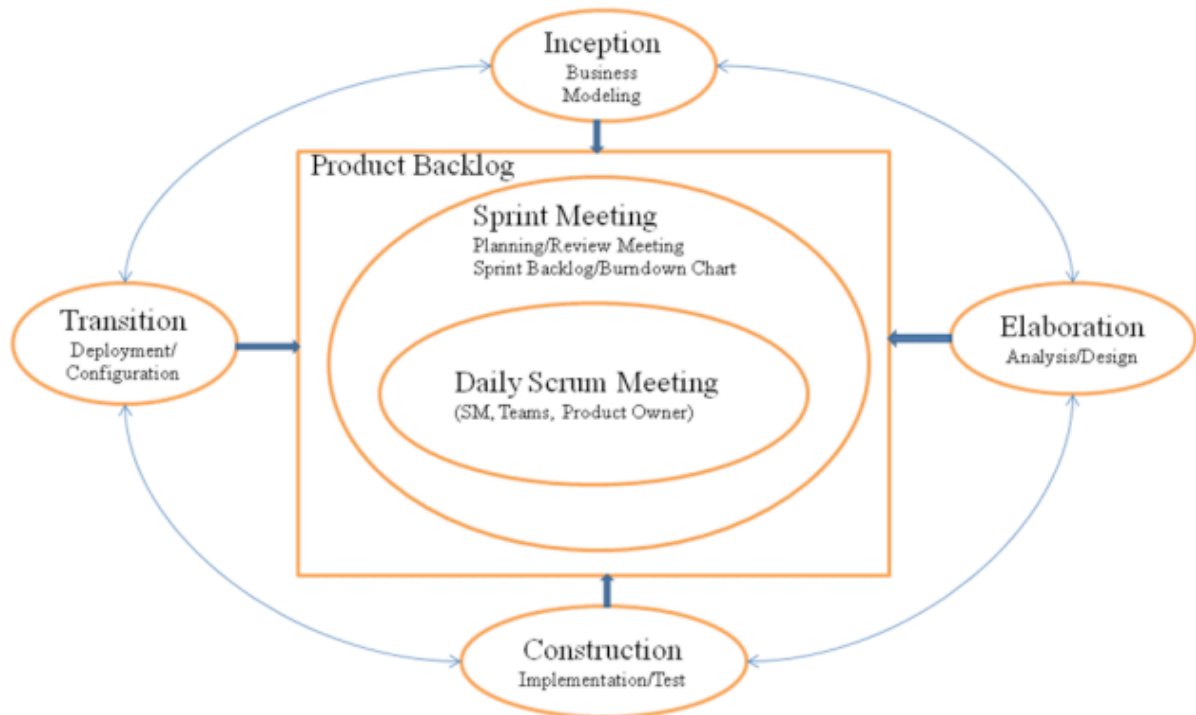 Inception
Business
Modeling
Product Backlog
Sprint Meeting
Planning/Review Meeting
Sprint Backlog/Burndown Chart
Transition
Deployment/
Configuration
Elaboration
Analysis/Design
Daily Scrum Meeting
(SM, Teams, Product Owner)
Construction
Implementation/Test